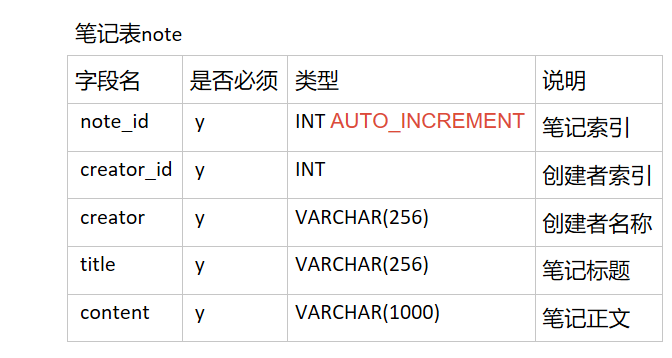 笔记表note
字段名 是否必须 类型 说明
note_id y INT AUTO_INCREMENT 笔记索引
creator_id y INT 创建者索引
creator y VARCHAR(256) 创建者名称
title y VARCHAR(256) 笔记标题
content y VARCHAR(1000) 笔记正文